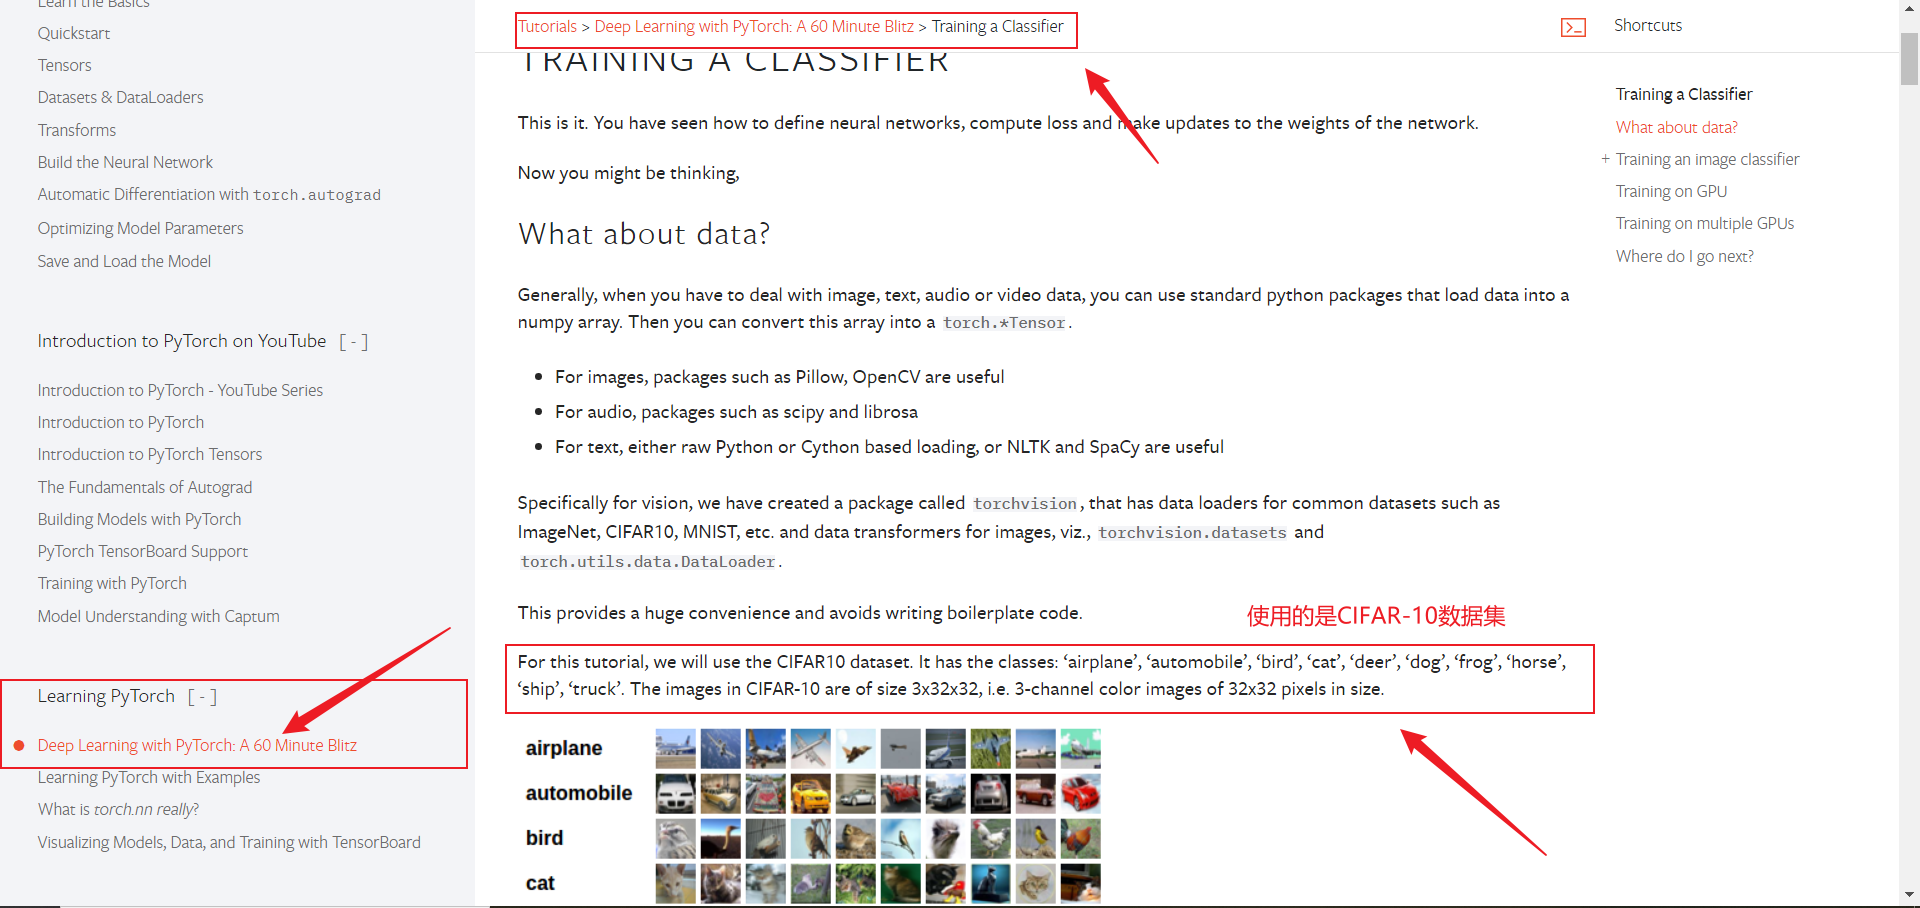 Learn the Basics
Quickstart
Tensors
Datasets & DataLoaders
Transforms
Build the Neural Network
Automatic Differentiation with torch.autograd
Optimizing Model Parameters
Save and Load the Model
Introduction to PyTorch on YouTube [ - ]
Introduction to PyTorch - YouTube Series
Introduction to PyTorch
Introduction to PyTorch Tensors
The Fundamentals of Autograd
Building Models with PyTorch
PyTorch TensorBoard Support
Training with PyTorch
Model Understanding with Captum
Learning PyTorch [ - ]
Deep Learning with PyTorch: A 60 Minute Blitz
Learning PyTorch with Examples
What is torch.nn really?
Visualizing Models, Data, and Training with TensorBoard
Tutorials > Deep Learning with PyTorch: A 60 Minute Blitz > Training a Classifier
TRAINING A CLASSIFIER
This is it. You have seen how to define neural networks, compute loss and make updates to the weights of the network.
Now you might be thinking,
What about data?
Generally, when you have to deal with image, text, audio or video data, you can use standard python packages that load data into a
numpy array. Then you can convert this array into a torch.*Tensor.
• For images, packages such as Pillow, OpenCV are useful
• For audio, packages such as scipy and librosa
• For text, either raw Python or Cython based loading, or NLTK and SpaCy are useful
Specifically for vision, we have created a package called torchvision, that has data loaders for common datasets such as
ImageNet, CIFAR10, MNIST, etc. and data transformers for images, viz., torchvision.datasets and
torch.utils.data.DataLoader.
This provides a huge convenience and avoids writing boilerplate code.
使用的是CIFAR-10数据集
For this tutorial, we will use the CIFAR10 dataset. It has the classes: ‘airplane’, ‘automobile’, ‘bird’, ‘cat’, ‘deer’, ‘dog’, ‘frog’, ‘horse’,
‘ship’, ‘truck’. The images in CIFAR-10 are of size 3x32x32, i.e. 3-channel color images of 32x32 pixels in size.
airplane
automobile
bird
cat
Shortcuts
Training a Classifier
What about data?
+ Training an image classifier
Training on GPU
Training on multiple GPUs
Where do I go next?